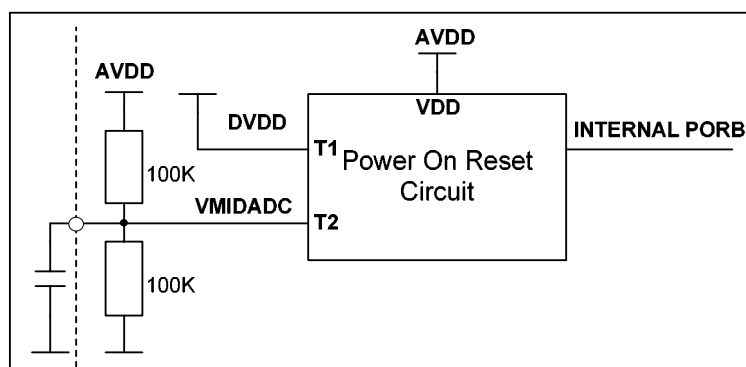 AVDD
AVDD
VDD
DVDD
T1
INTERNAL PORB
Power On Reset
Circuit
100K
VMIDADC
T2
100K